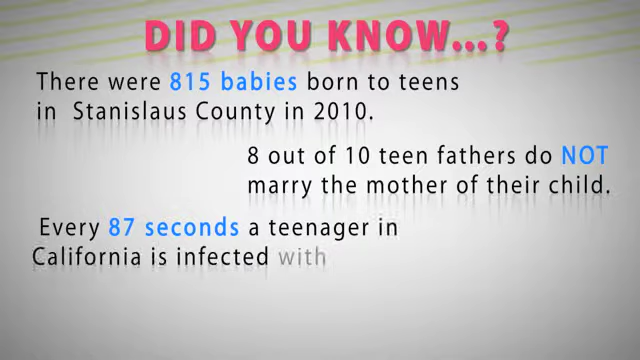 DID YOU KNOW...?
There were 815 babies born to teens
in Stanislaus County in 2010.
8 out of 10 teen fathers do NOT
marry the mother of their child.
Every 87 seconds a teenager in
California is infected with